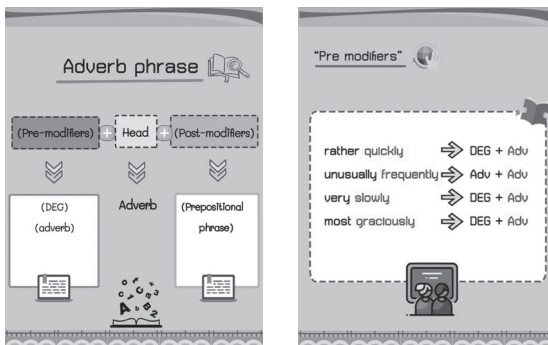 Adverb phrase
(Pre-modifiers) + Head + (Post-modifiers)
(DEG)
(adverb)
Adverb
(Prepositional
phrase)
"Pre modifiers"
rather quickly DEG + Adv
unusually frequently Adv + Adv
very slowly DEG + Adv
most graciously DEG + Adv